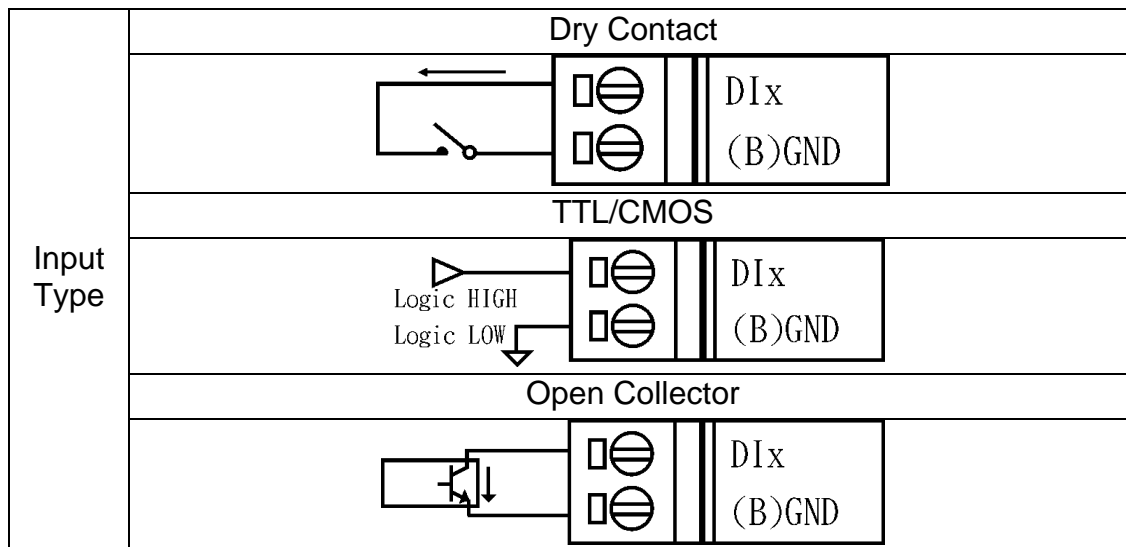 Dry Contact
DIx
(B)GND
TTL/CMOS
Input
Type
Logic HIGH
Logic LOW
DIx
(B)GND
Open Collector
DIx
(B)GND